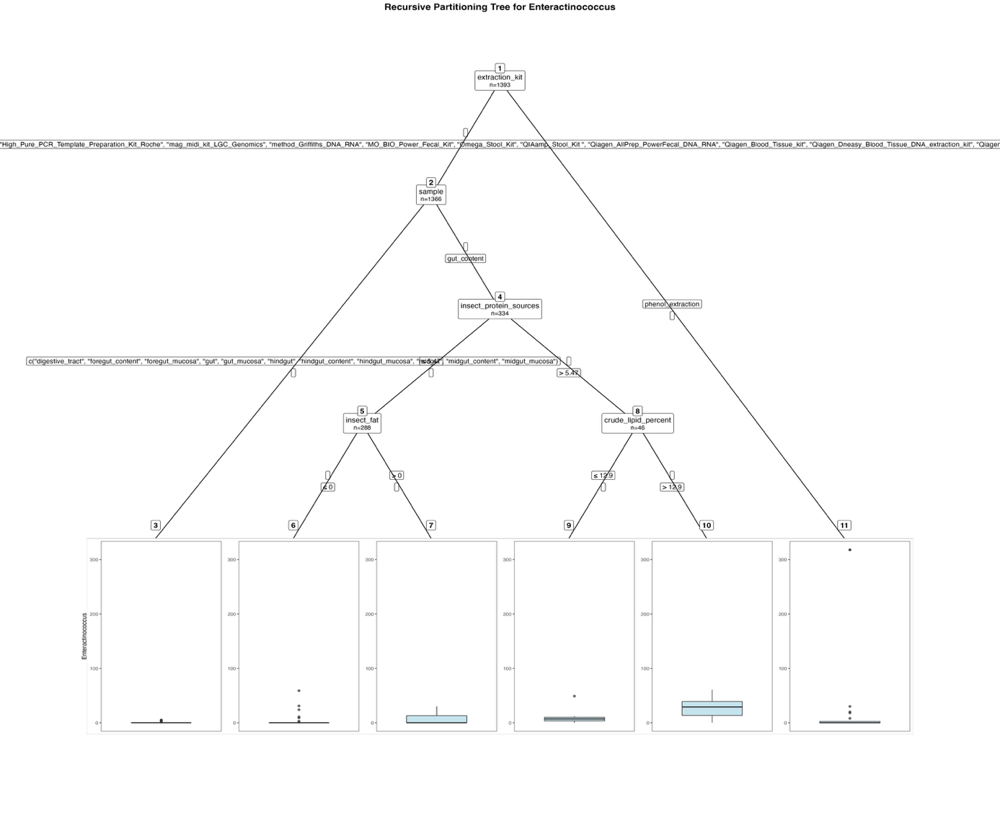 Recursive Partitioning Tree for Enteractinococcus
1
extraction_kit
n=1393
"High_Pure_PCR_Template_Preparation_Kit_Roche", "mag_midi_kit_LGC_Genomics", "method_Griffiths_DNA_RNA", "MO_BIO_Power_Fecal_Kit", "Omega_Stool_Kit", "QIAamp_Stool_Kit ", "Qiagen_AllPrep_PowerFecal_DNA_RNA", "Qiagen_Blood_Tissue_kit", "Qiagen_Dneasy_Blood_Tissue_DNA_extraction_kit", "Qiagen
2
sample
n=1366
gut_content
4
insect_protein_sources
n=334
phenol_extraction
c("digestive_tract", "foregut_content", "foregut_mucosa", "gut", "gut_mucosa", "hindgut", "hindgut_content", "hindgut_mucosa", "midgut", "midgut_content", "midgut_mucosa")
≤ 5.47
> 5.47
5
insect_fat
n=288
8
crude_lipid_percent
n=46
≤ 0
> 0
≤ 12.9
> 12.9
3
6
7
9
10
11
Enteractinococcus
300
200
100
0
300
200
100
0
300
200
100
0
300
200
100
0
300
200
100
0
300
200
100
0